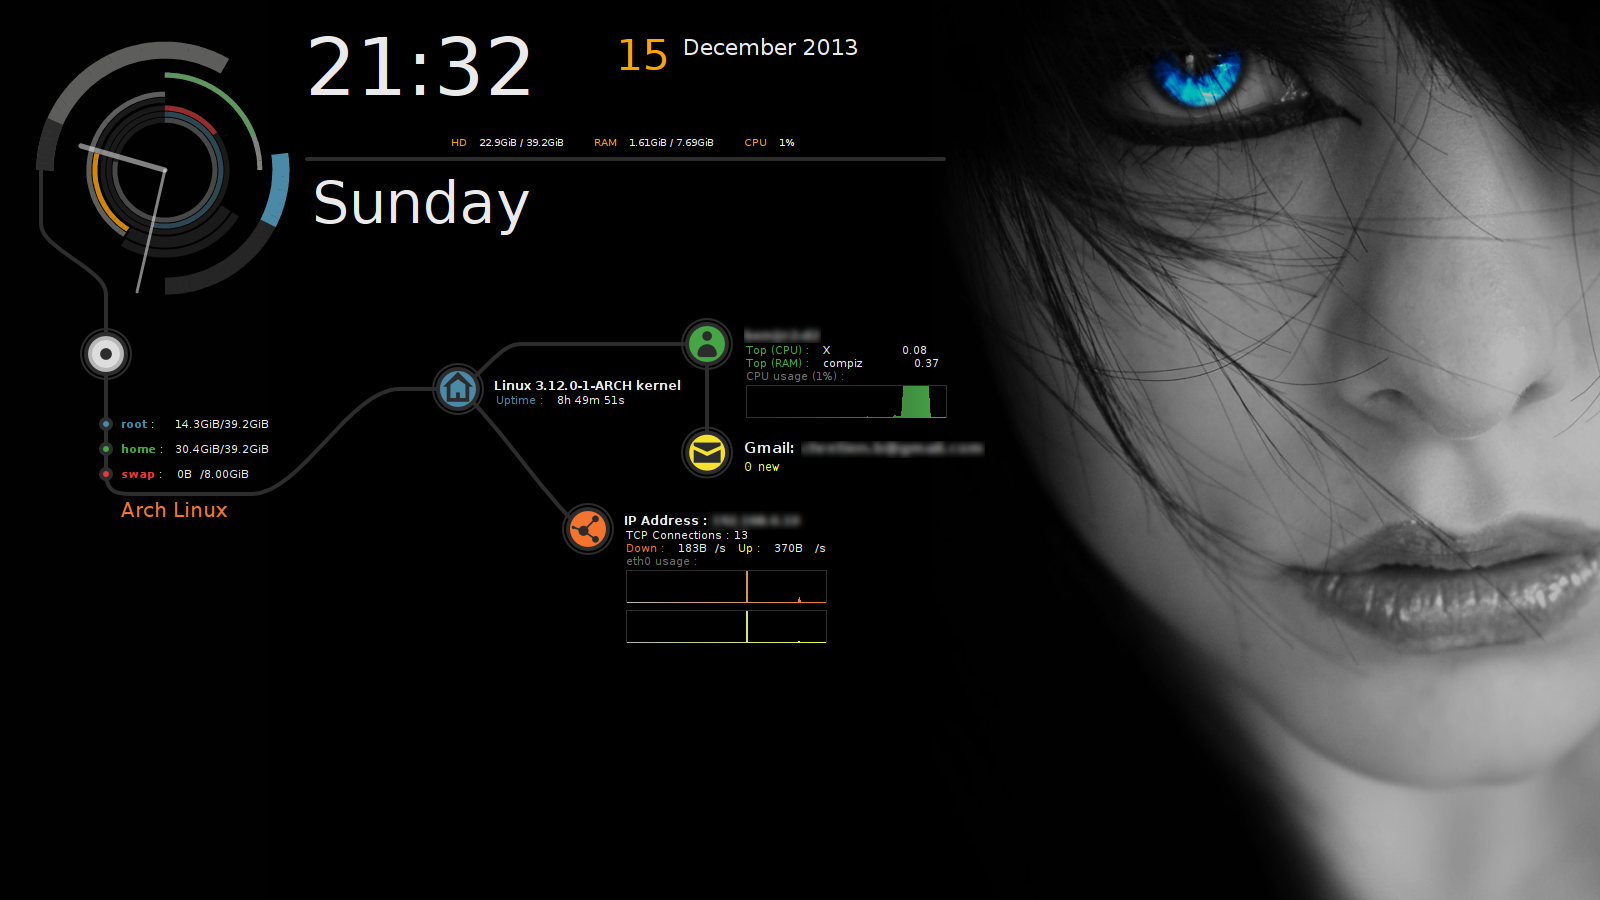 21:32
15 December 2013
HD 22.9GiB / 39.2GiB RAM 1.61GiB / 7.69GiB CPU 1%
Sunday
Top (CPU) : X 0.08
Top (RAM) : compiz 0.37
CPU usage (1%) :
Linux 3.12.0-1-ARCH kernel
Uptime : 8h 49m 51s
root : 14.3GiB/39.2GiB
home : 30.4GiB/39.2GiB
swap : 0B /8.00GiB
Arch Linux
Gmail:
0 new
IP Address :
TCP Connections : 13
Down : 183B /s Up : 370B /s
eth0 usage :